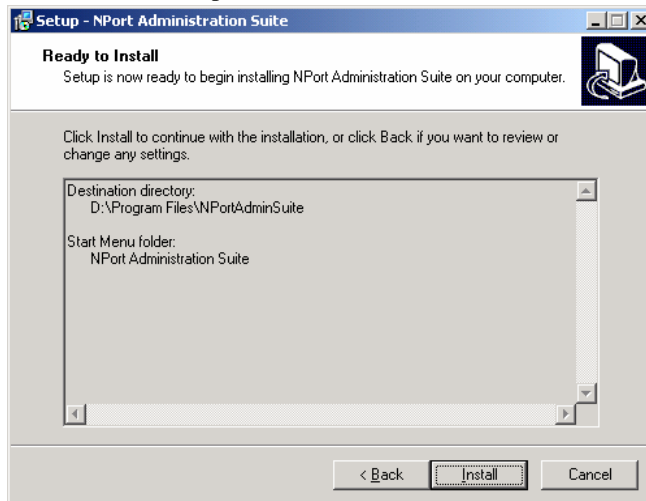 Setup - NPort Administration Suite
Ready to Install
Setup is now ready to begin installing NPort Administration Suite on your computer.
Click Install to continue with the installation, or click Back if you want to review or
change any settings.
Destination directory:
D:\Program Files\NPortAdminSuite
Start Menu folder:
NPort Administration Suite
< Back Install Cancel